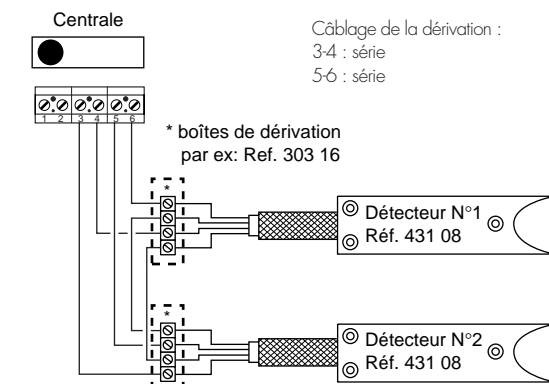 Centrale
Câblage de la dérivation :
3-4 : série
5-6 : série
1 2 3 4 5 6
* boîtes de dérivation
par ex: Ref. 303 16
*
Détecteur N°1
Réf. 431 08
*
Détecteur N°2
Réf. 431 08